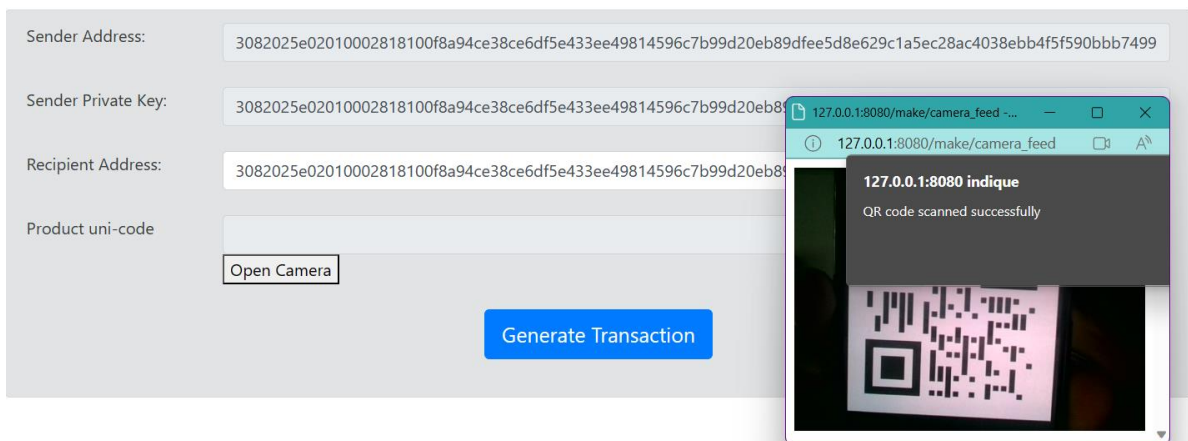 Sender Address:
3082025e02010002818100f8a94ce38ce6df5e433ee49814596c7b99d20eb89dfee5d8e629c1a5ec28ac4038ebb4f5f590bbb7499
Sender Private Key:
3082025e02010002818100f8a94ce38ce6df5e433ee49814596c7b99d20eb89
Recipient Address:
3082025e02010002818100f8a94ce38ce6df5e433ee49814596c7b99d20eb89
Product uni-code
Open Camera
Generate Transaction
127.0.0.1:8080/make/camera_feed -...
127.0.0.1:8080/make/camera_feed
127.0.0.1:8080 indique
QR code scanned successfully